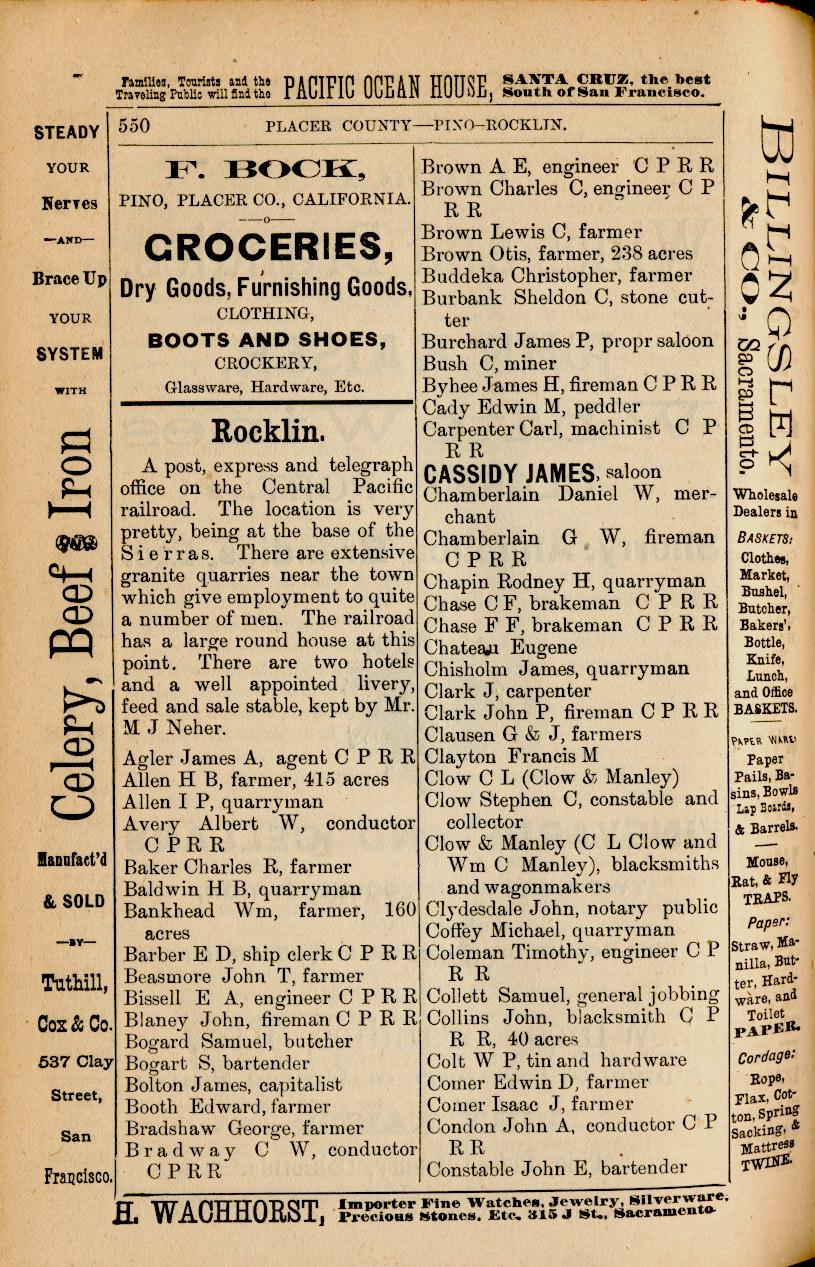 Families, Tourists and the
Traveling Public will find the
PACIFIC OCEAN HOUSE,
SANTA CRUZ, the best
South of San Francisco.
550
PLACER COUNTY—PINO–ROCKLIN.
STEADY
YOUR
Nerves
—AND—
Brace Up
YOUR
SYSTEM
WITH
Celery, Beef and Iron
Manufact'd
& SOLD
—BY—
Tuthill,
Cox & Co.
537 Clay
Street,
San
Francisco.
F. BOCK,
PINO, PLACER CO., CALIFORNIA.
——o——
GROCERIES,
Dry Goods, Furnishing Goods,
CLOTHING,
BOOTS AND SHOES,
CROCKERY,
Glassware, Hardware, Etc.
Rocklin.
A post, express and telegraph
office on the Central Pacific
railroad. The location is very
pretty, being at the base of the
Sierras. There are extensive
granite quarries near the town
which give employment to quite
a number of men. The railroad
has a large round house at this
point. There are two hotels
and a well appointed livery,
feed and sale stable, kept by Mr.
M J Neher.
Agler James A, agent C P R R
Allen H B, farmer, 415 acres
Allen I P, quarryman
Avery Albert W, conductor
C P R R
Baker Charles R, farmer
Baldwin H B, quarryman
Bankhead Wm, farmer, 160
acres
Barber E D, ship clerk C P R R
Beasmore John T, farmer
Bissell E A, engineer C P R R
Blaney John, fireman C P R R
Bogard Samuel, butcher
Bogart S, bartender
Bolton James, capitalist
Booth Edward, farmer
Bradshaw George, farmer
Bradway C W, conductor
C P R R
Brown A E, engineer C P R R
Brown Charles C, engineer C P
R R
Brown Lewis C, farmer
Brown Otis, farmer, 238 acres
Buddeka Christopher, farmer
Burbank Sheldon C, stone cut-
ter
Burchard James P, propr saloon
Bush C, miner
Byhee James H, fireman C P R R
Cady Edwin M, peddler
Carpenter Carl, machinist C P
R R
CASSIDY JAMES, saloon
Chamberlain Daniel W, mer-
chant
Chamberlain G W, fireman
C P R R
Chapin Rodney H, quarryman
Chase C F, brakeman C P R R
Chase F F, brakeman C P R R
Chateau Eugene
Chisholm James, quarryman
Clark J, carpenter
Clark John P, fireman C P R R
Clausen G & J, farmers
Clayton Francis M
Clow C L (Clow & Manley)
Clow Stephen C, constable and
collector
Clow & Manley (C L Clow and
Wm C Manley), blacksmiths
and wagonmakers
Clydesdale John, notary public
Coffey Michael, quarryman
Coleman Timothy, engineer C P
R R
Collett Samuel, general jobbing
Collins John, blacksmith C P
R R, 40 acres
Colt W P, tin and hardware
Comer Edwin D, farmer
Comer Isaac J, farmer
Condon John A, conductor C P
R R
Constable John E, bartender
BILLINGSLEY
& CO., Sacramento.
Wholesale
Dealers in
BASKETS:
Clothes,
Market,
Bushel,
Butcher,
Bakers',
Bottle,
Knife,
Lunch,
and Office
BASKETS.
PAPER WARE:
Paper
Pails, Ba-
sins, Bowls
Lap Boards,
& Barrels.
Mouse,
Rat, & Fly
TRAPS.
Paper:
Straw, Ma-
nilla, But-
ter, Hard-
ware, and
Toilet
PAPER.
Cordage:
Rope,
Flax, Cot-
ton, Spring
Sacking, &
Mattress
TWINE.
H. WACHHORST,
Importer Fine Watches, Jewelry, Silverware,
Precious Stones, Etc. 315 J St., Sacramento